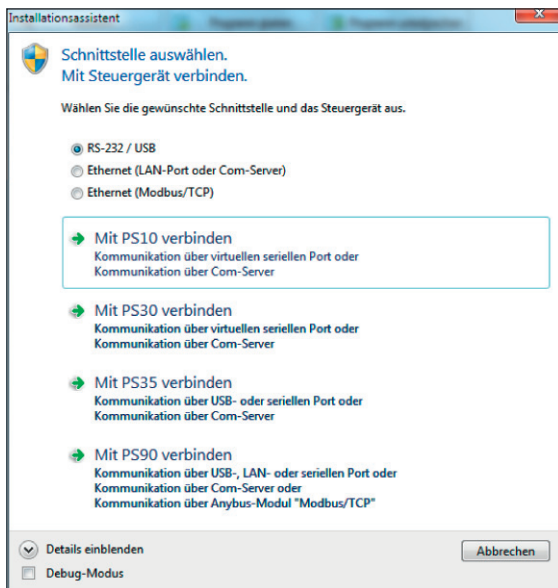 Installationsassistent
Schnittstelle auswählen.
Mit Steuergerät verbinden.
Wählen Sie die gewünschte Schnittstelle und das Steuergerät aus.
RS-232 / USB
Ethernet (LAN-Port oder Com-Server)
Ethernet (Modbus/TCP)
Mit PS10 verbinden
Kommunikation über virtuellen seriellen Port oder
Kommunikation über Com-Server
Mit PS30 verbinden
Kommunikation über virtuellen seriellen Port oder
Kommunikation über Com-Server
Mit PS35 verbinden
Kommunikation über USB- oder seriellen Port oder
Kommunikation über Com-Server
Mit PS90 verbinden
Kommunikation über USB-, LAN- oder seriellen Port oder
Kommunikation über Com-Server oder
Kommunikation über Anybus-Modul "Modbus/TCP"
Details einblenden
Abbrechen
Debug-Modus